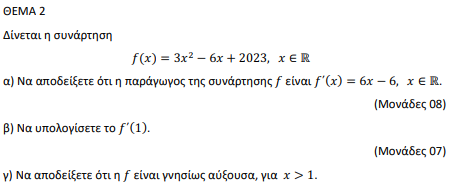 ΘΕΜΑ 2
Δίνεται η συνάρτηση
f(x) = 3x² − 6x + 2023, x ∈ ℝ
α) Να αποδείξετε ότι η παράγωγος της συνάρτησης f είναι f′(x) = 6x − 6, x ∈ ℝ.
(Μονάδες 08)
β) Να υπολογίσετε το f′(1).
(Μονάδες 07)
γ) Να αποδείξετε ότι η f είναι γνησίως αύξουσα, για x > 1.